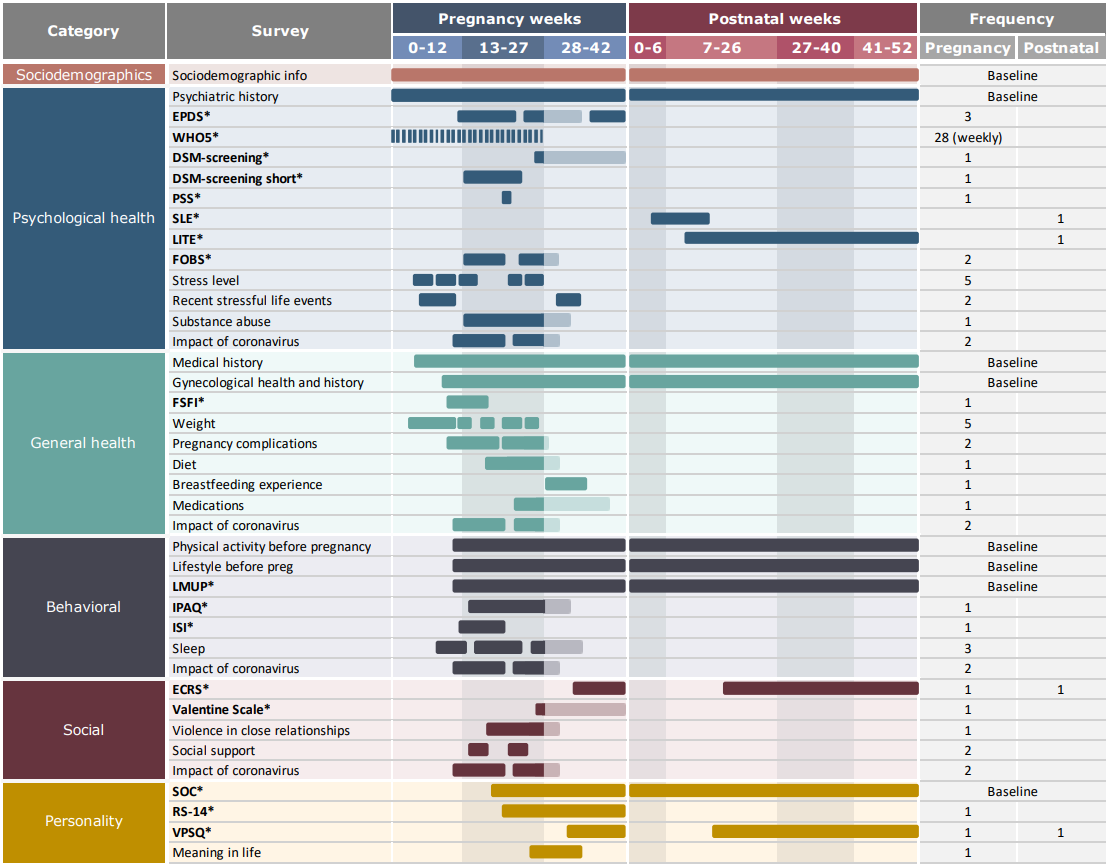 Category Survey Pregnancy weeks Postnatal weeks Frequency
0-12 13-27 28-42 0-6 7-26 27-40 41-52 Pregnancy Postnatal
Sociodemographics Sociodemographic info Baseline
Psychiatric history Baseline
EPDS* 3
WHO5* 28 (weekly)
DSM-screening* 1
DSM-screening short* 1
PSS* 1
Psychological health SLE* 1
LITE* 1
FOBS* 2
Stress level 5
Recent stressful life events 2
Substance abuse 1
Impact of coronavirus 2
Medical history Baseline
Gynecological health and history Baseline
FSFI* 1
Weight 5
General health Pregnancy complications 2
Diet 1
Breastfeeding experience 1
Medications 1
Impact of coronavirus 2
Physical activity before pregnancy Baseline
Lifestyle before preg Baseline
LMUP* Baseline
Behavioral IPAQ* 1
ISI* 1
Sleep 3
Impact of coronavirus 2
ECRS* 1 1
Valentine Scale* 1
Social Violence in close relationships 1
Social support 2
Impact of coronavirus 2
SOC* Baseline
RS-14* 1
Personality VPSQ* 1 1
Meaning in life 1